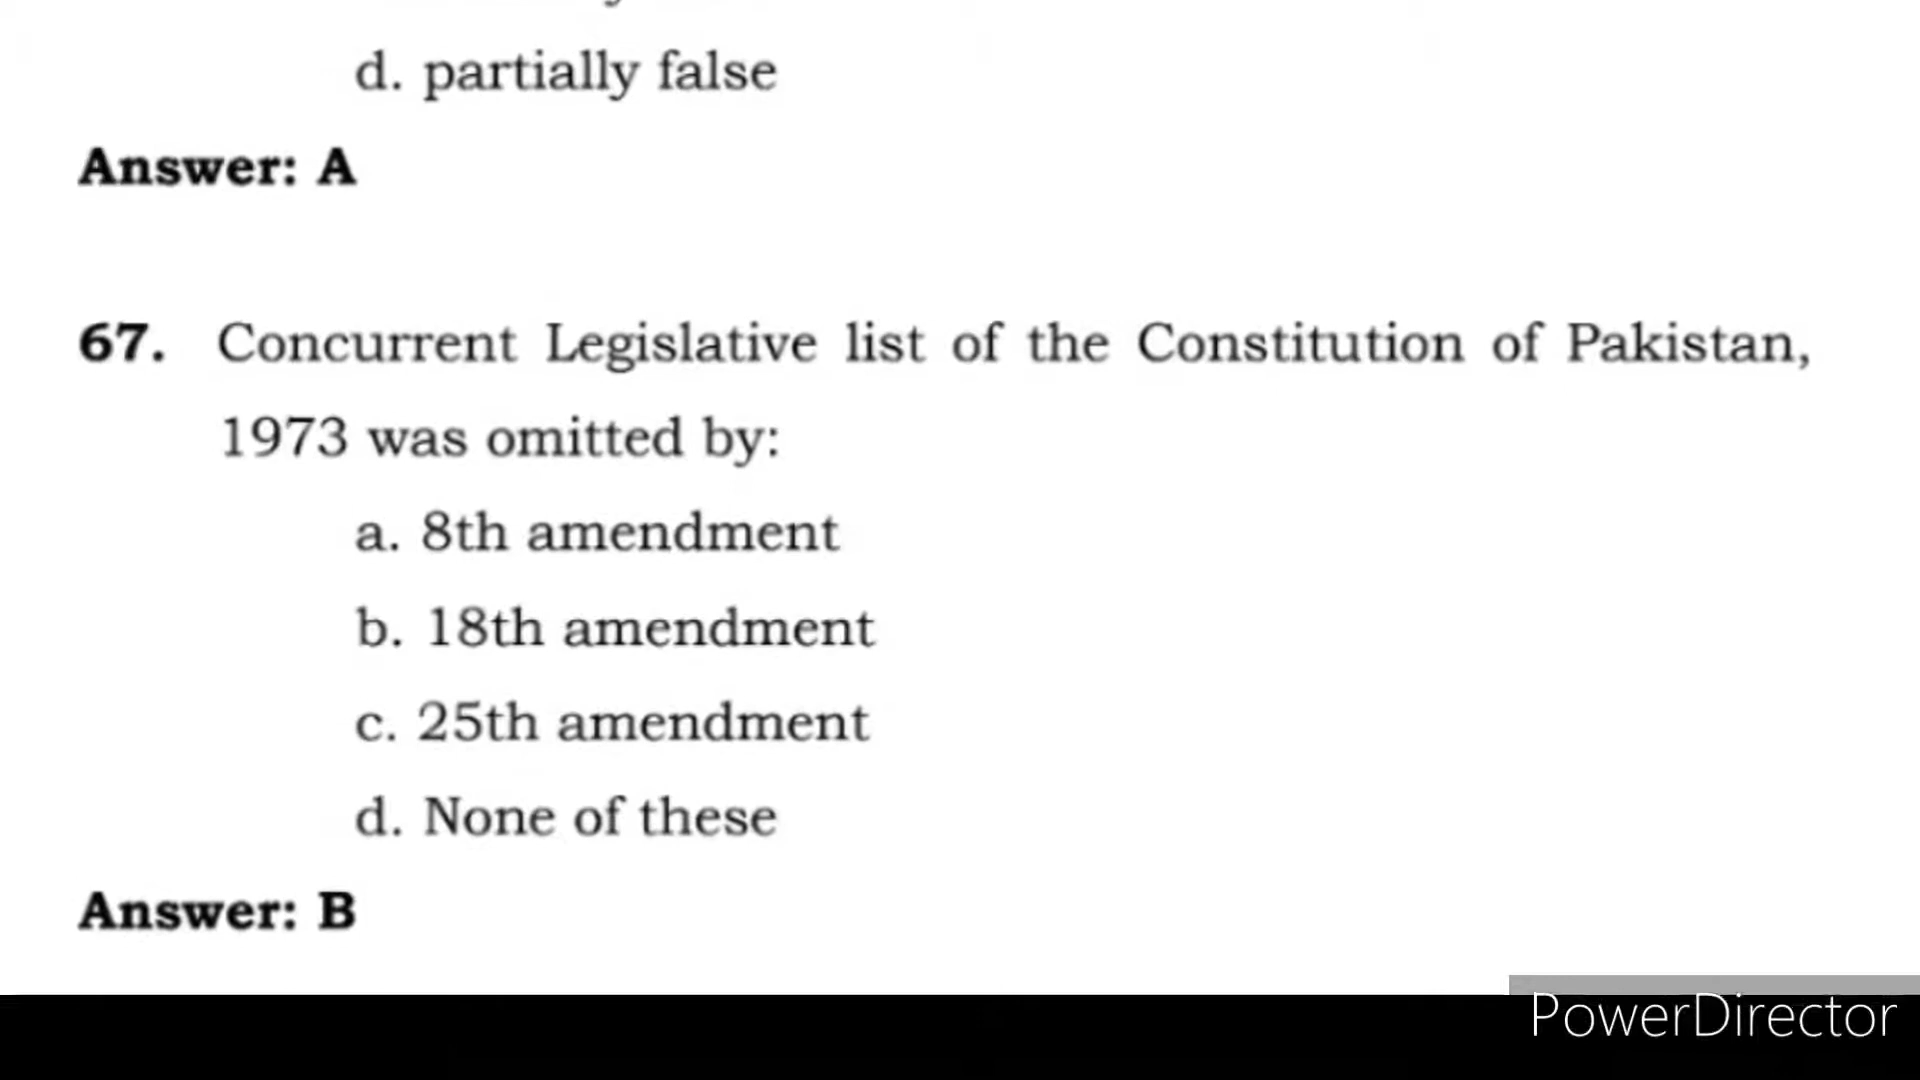 d. partially false
Answer: A
67. Concurrent Legislative list of the Constitution of Pakistan,
1973 was omitted by:
a. 8th amendment
b. 18th amendment
c. 25th amendment
d. None of these
Answer: B
PowerDirector